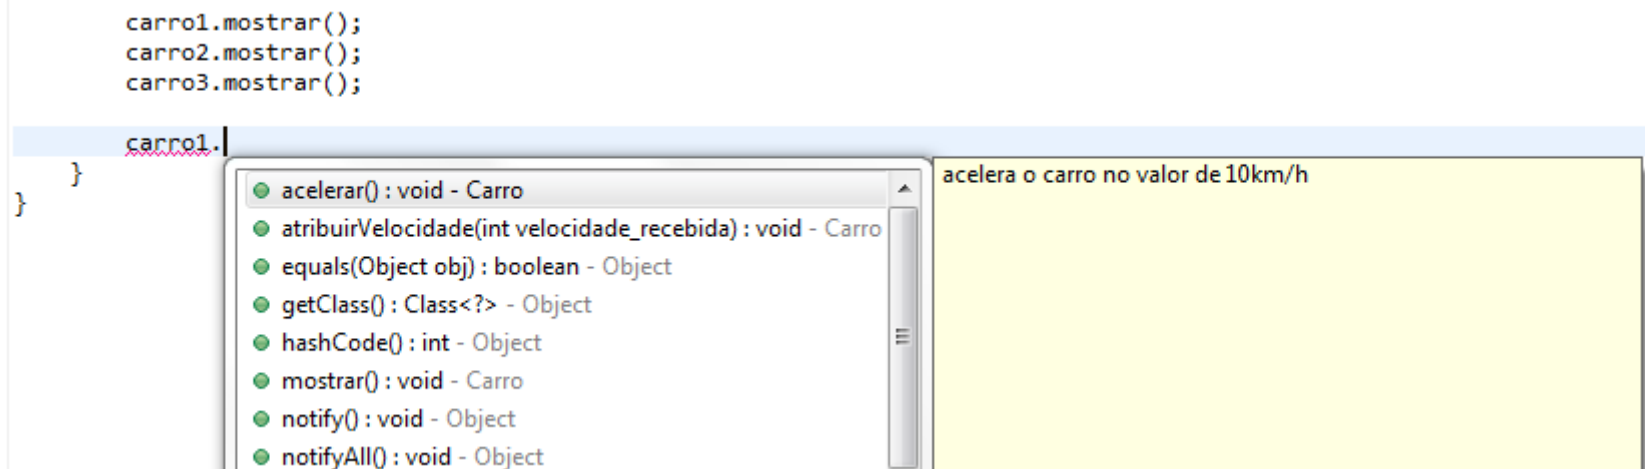 carro1.mostrar();
carro2.mostrar();
carro3.mostrar();
carro1.
}
}
acelerar() : void - Carro
atribuirVelocidade(int velocidade_recebida) : void - Carro
equals(Object obj) : boolean - Object
getClass() : Class<?> - Object
hashCode() : int - Object
mostrar() : void - Carro
notify() : void - Object
notifyAll() : void - Object
acelera o carro no valor de 10km/h